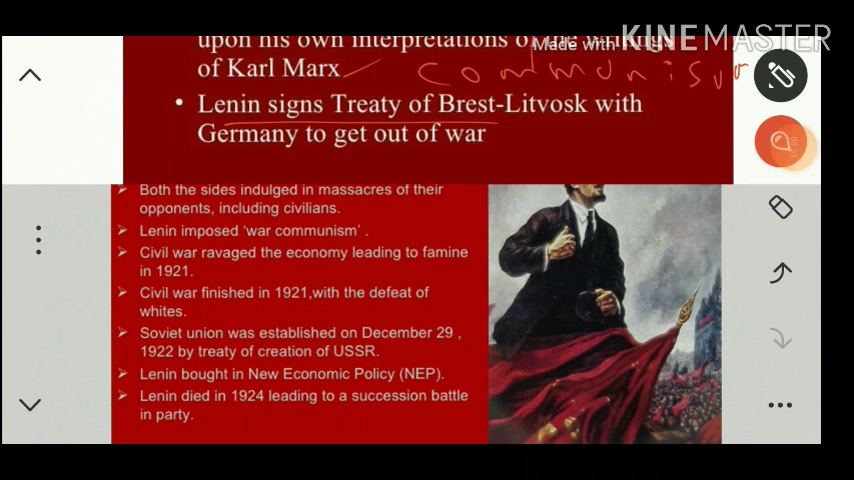 upon his own interpretations of the
Made with KINEMASTER
of Karl Marx
communism
• Lenin signs Treaty of Brest-Litvosk with
Germany to get out of war
➢ Both the sides indulged in massacres of their
opponents, including civilians.
➢ Lenin imposed 'war communism' .
➢ Civil war ravaged the economy leading to famine
in 1921.
➢ Civil war finished in 1921,with the defeat of
whites.
➢ Soviet union was established on December 29 ,
1922 by treaty of creation of USSR.
➢ Lenin bought in New Economic Policy (NEP).
➢ Lenin died in 1924 leading to a succession battle
in party.